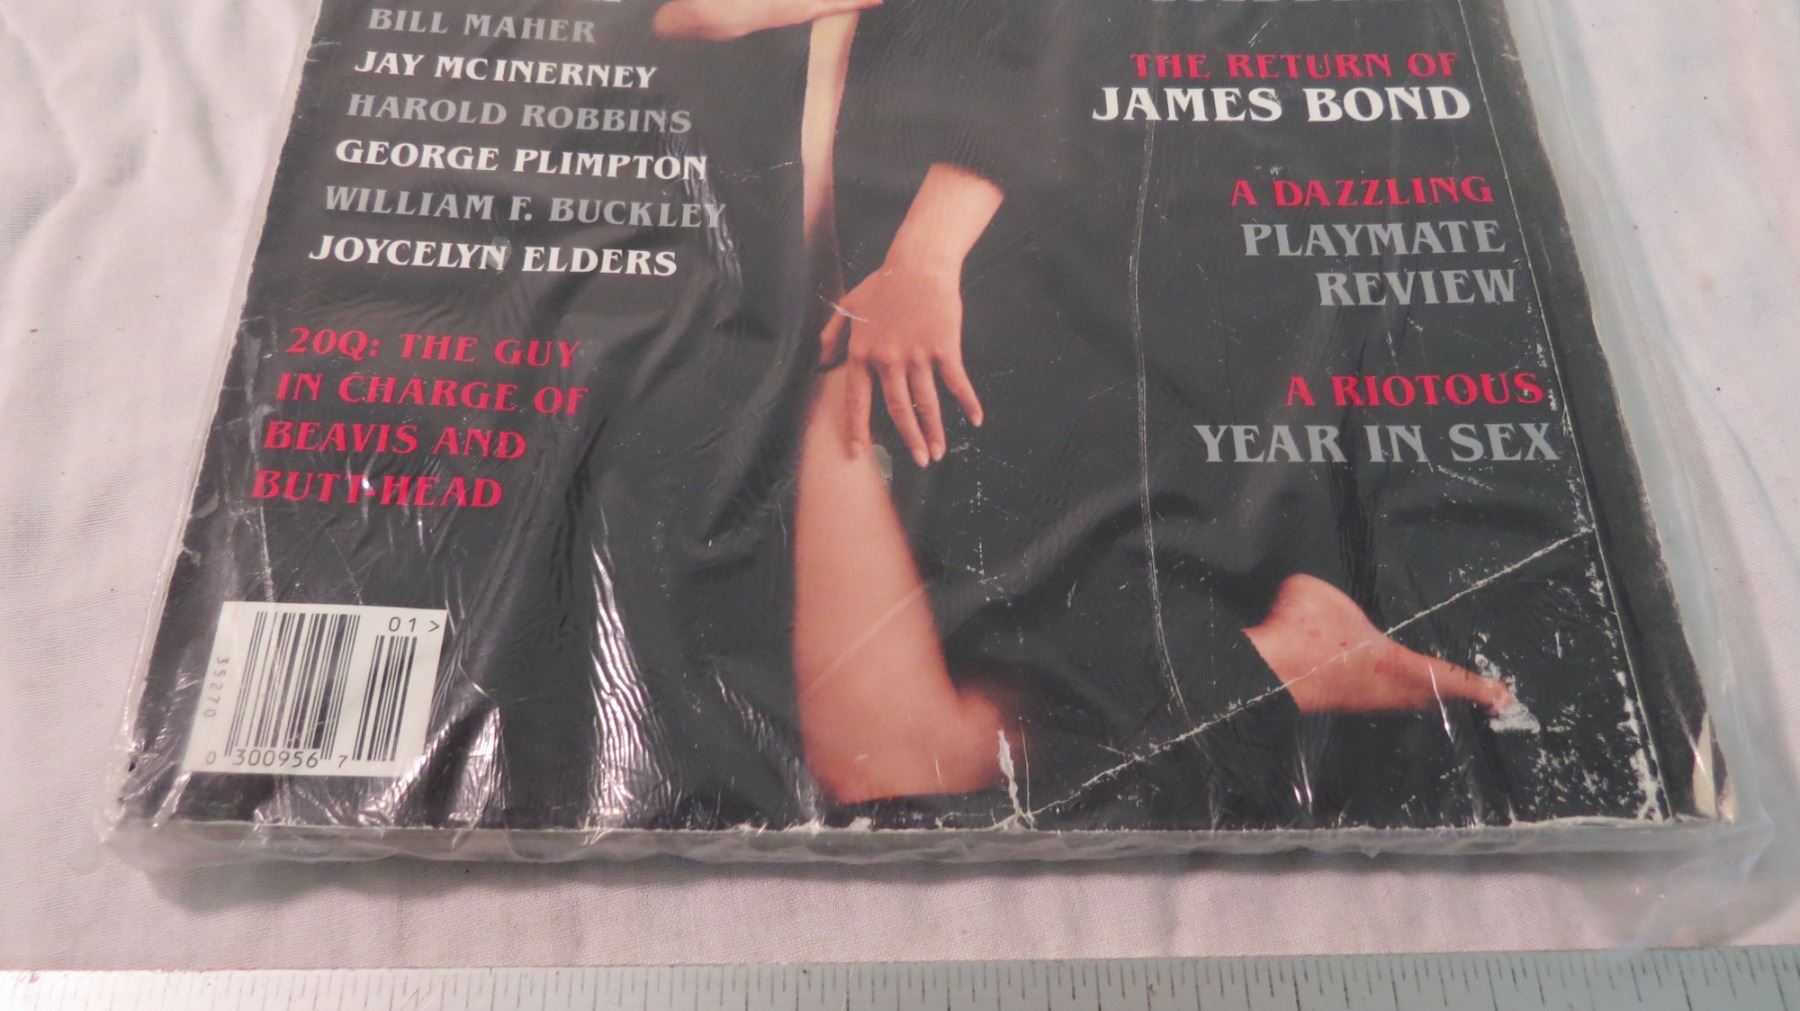 BILL MAHER
JAY MCINERNEY
HAROLD ROBBINS
GEORGE PLIMPTON
WILLIAM F. BUCKLEY
JOYCELYN ELDERS
20Q: THE GUY
IN CHARGE OF
BEAVIS AND
BUTT-HEAD
THE RETURN OF
JAMES BOND
A DAZZLING
PLAYMATE
REVIEW
A RIOTOUS
YEAR IN SEX
01>
35270
0 300956 7